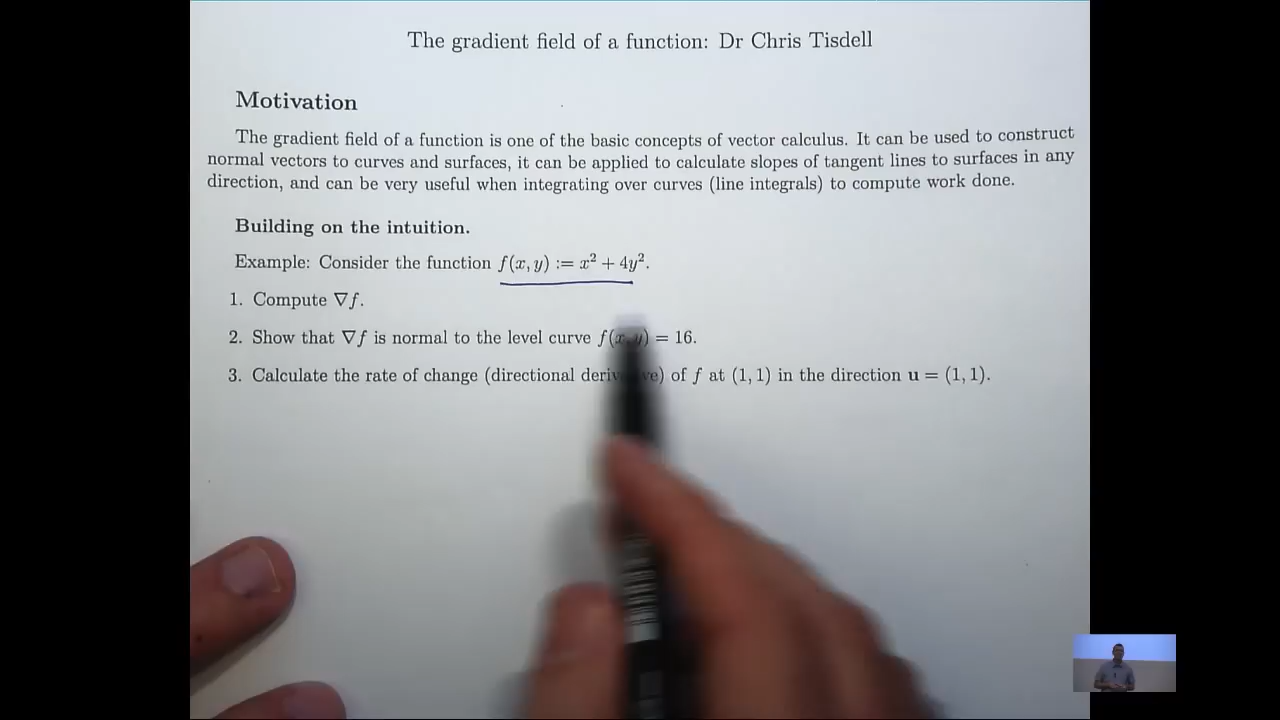 The gradient field of a function: Dr Chris Tisdell
Motivation
The gradient field of a function is one of the basic concepts of vector calculus. It can be used to construct
normal vectors to curves and surfaces, it can be applied to calculate slopes of tangent lines to surfaces in any
direction, and can be very useful when integrating over curves (line integrals) to compute work done.
Building on the intuition.
Example: Consider the function f(x, y) := x² + 4y².
1. Compute ∇f.
2. Show that ∇f is normal to the level curve f(x, y) = 16.
3. Calculate the rate of change (directional derivative) of f at (1, 1) in the direction u = (1, 1).